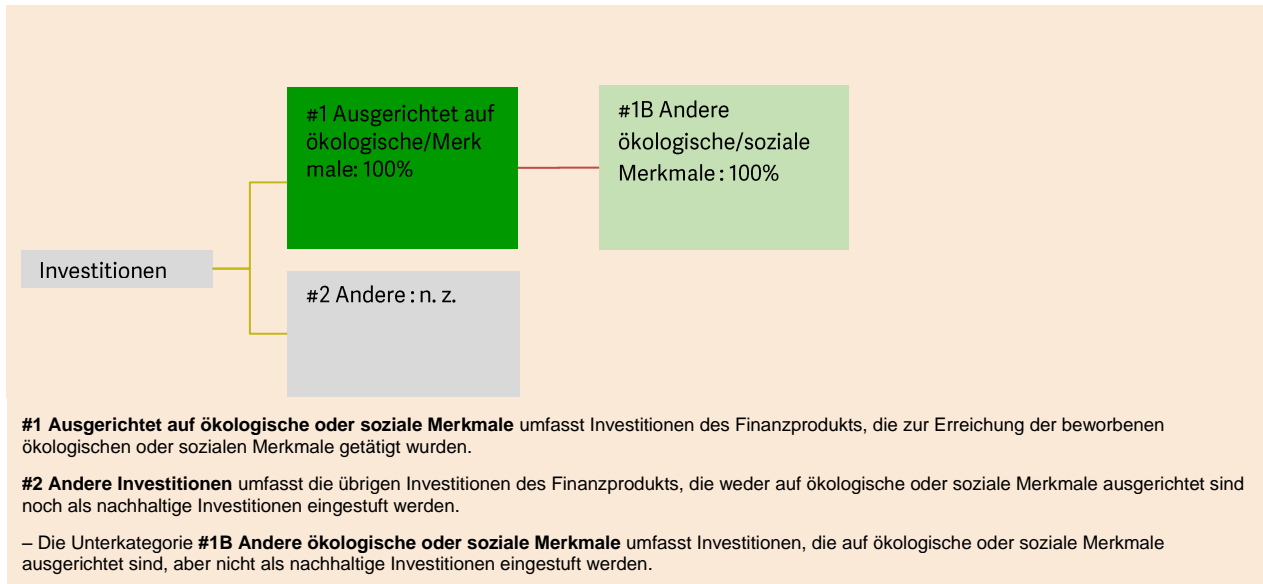 #1 Ausgerichtet auf
ökologische/Merk
male: 100%
#1B Andere
ökologische/soziale
Merkmale : 100%
Investitionen
#2 Andere : n. z.
#1 Ausgerichtet auf ökologische oder soziale Merkmale umfasst Investitionen des Finanzprodukts, die zur Erreichung der beworbenen
ökologischen oder sozialen Merkmale getätigt wurden.
#2 Andere Investitionen umfasst die übrigen Investitionen des Finanzprodukts, die weder auf ökologische oder soziale Merkmale ausgerichtet sind
noch als nachhaltige Investitionen eingestuft werden.
– Die Unterkategorie #1B Andere ökologische oder soziale Merkmale umfasst Investitionen, die auf ökologische oder soziale Merkmale
ausgerichtet sind, aber nicht als nachhaltige Investitionen eingestuft werden.